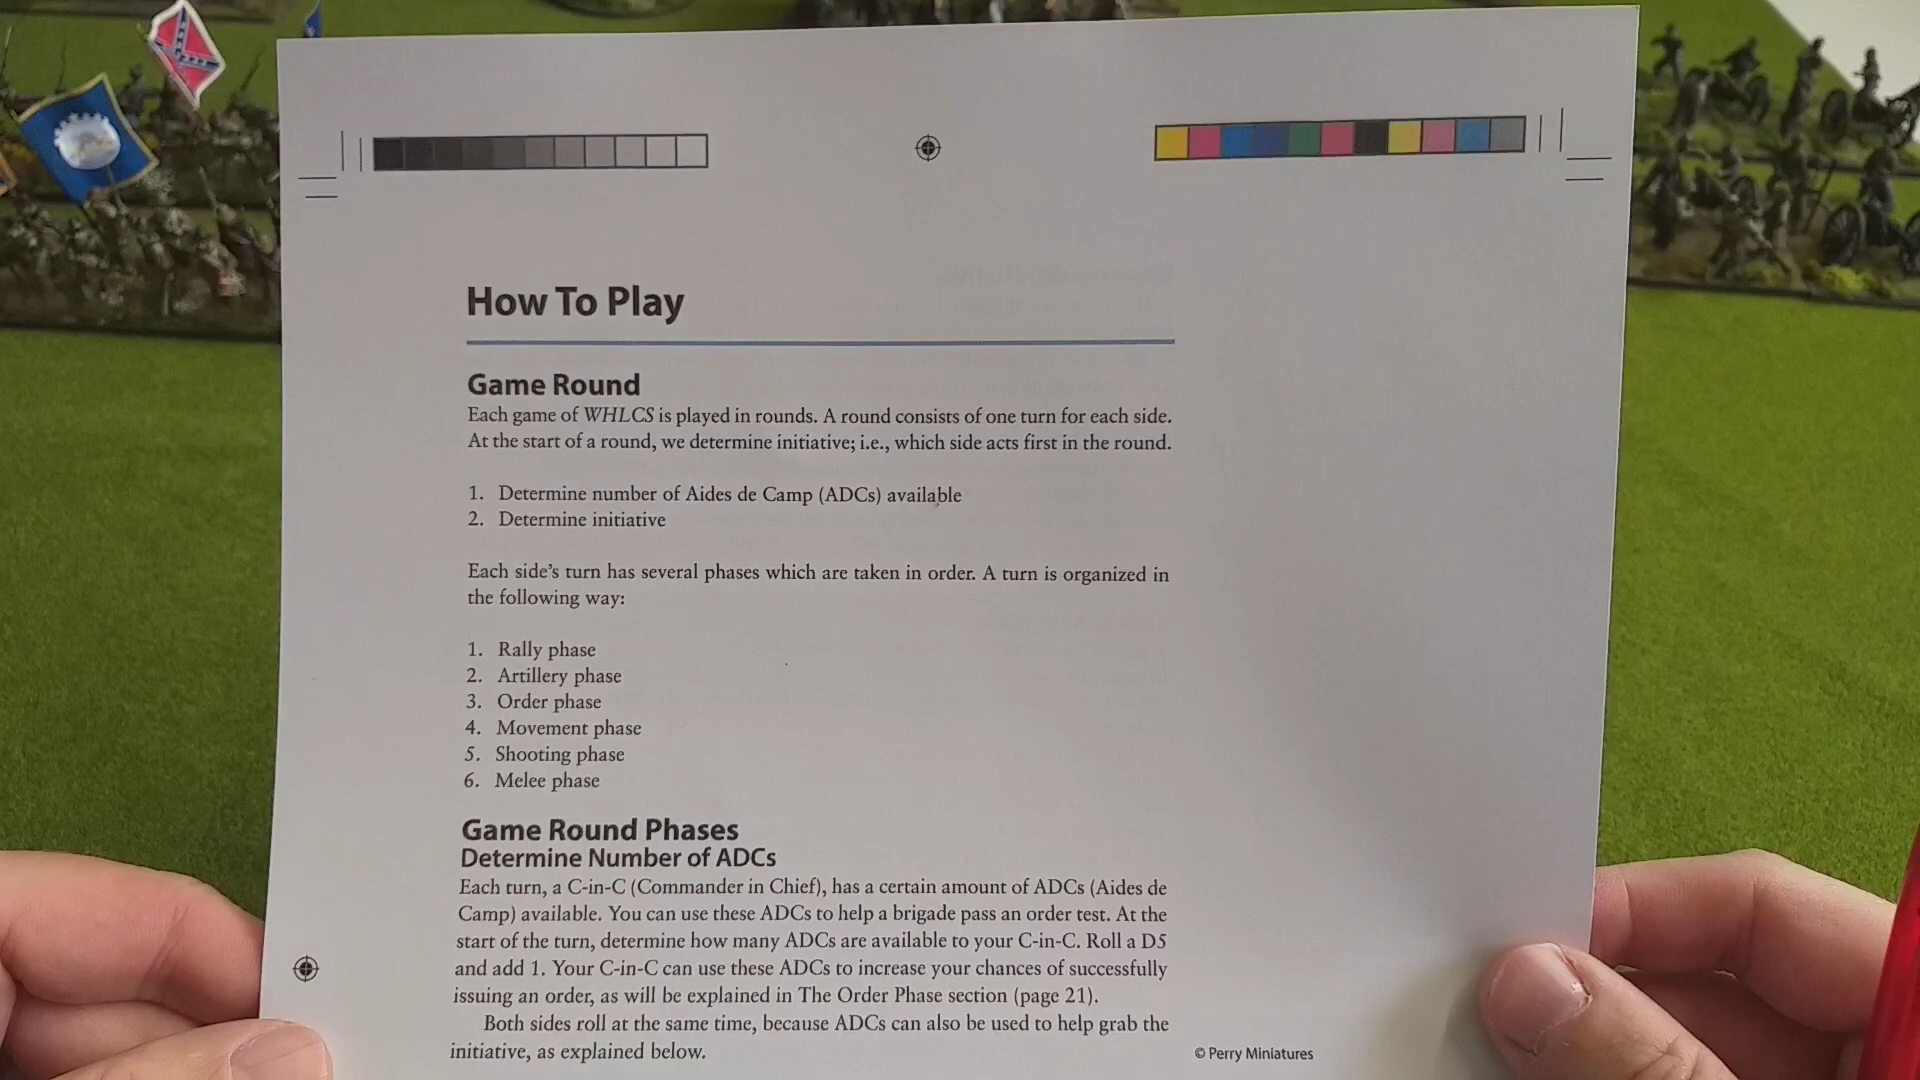 How To Play
Game Round
Each game of WHLCS is played in rounds. A round consists of one turn for each side.
At the start of a round, we determine initiative; i.e., which side acts first in the round.
1. Determine number of Aides de Camp (ADCs) available
2. Determine initiative
Each side's turn has several phases which are taken in order. A turn is organized in
the following way:
1. Rally phase
2. Artillery phase
3. Order phase
4. Movement phase
5. Shooting phase
6. Melee phase
Game Round Phases
Determine Number of ADCs
Each turn, a C-in-C (Commander in Chief), has a certain amount of ADCs (Aides de
Camp) available. You can use these ADCs to help a brigade pass an order test. At the
start of the turn, determine how many ADCs are available to your C-in-C. Roll a D5
and add 1. Your C-in-C can use these ADCs to increase your chances of successfully
issuing an order, as will be explained in The Order Phase section (page 21).
Both sides roll at the same time, because ADCs can also be used to help grab the
initiative, as explained below.
© Perry Miniatures